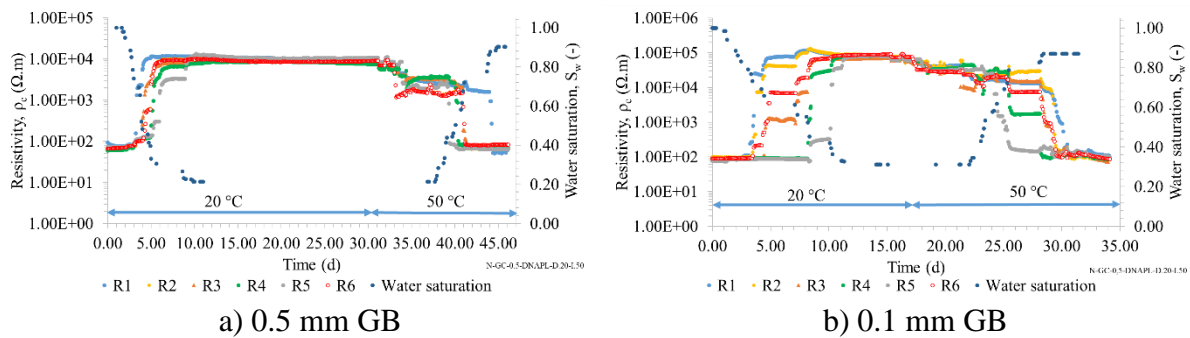 1.00E+05
1.00E+04
1.00E+03
1.00E+02
1.00E+01
1.00E+00
Resistivity, ρc (Ω.m)
1.00
0.80
0.60
0.40
0.20
0.00
Water saturation, Sw (-)
20 °C
50 °C
0.00 5.00 10.00 15.00 20.00 25.00 30.00 35.00 40.00 45.00
Time (d)
N-GC-0.5-DNAPL-D.20-I.50
R1 R2 R3 R4 R5 R6 Water saturation
a) 0.5 mm GB
1.00E+06
1.00E+05
1.00E+04
1.00E+03
1.00E+02
1.00E+01
1.00E+00
Resistivity, ρc (Ω.m)
1.00
0.80
0.60
0.40
0.20
0.00
Water saturation, Sw (-)
20 °C
50 °C
0.00 5.00 10.00 15.00 20.00 25.00 30.00 35.00
Time (d)
N-GC-0,5-DNAPL-D.20-I.50
R1 R2 R3 R4 R5 R6 Water saturation
b) 0.1 mm GB